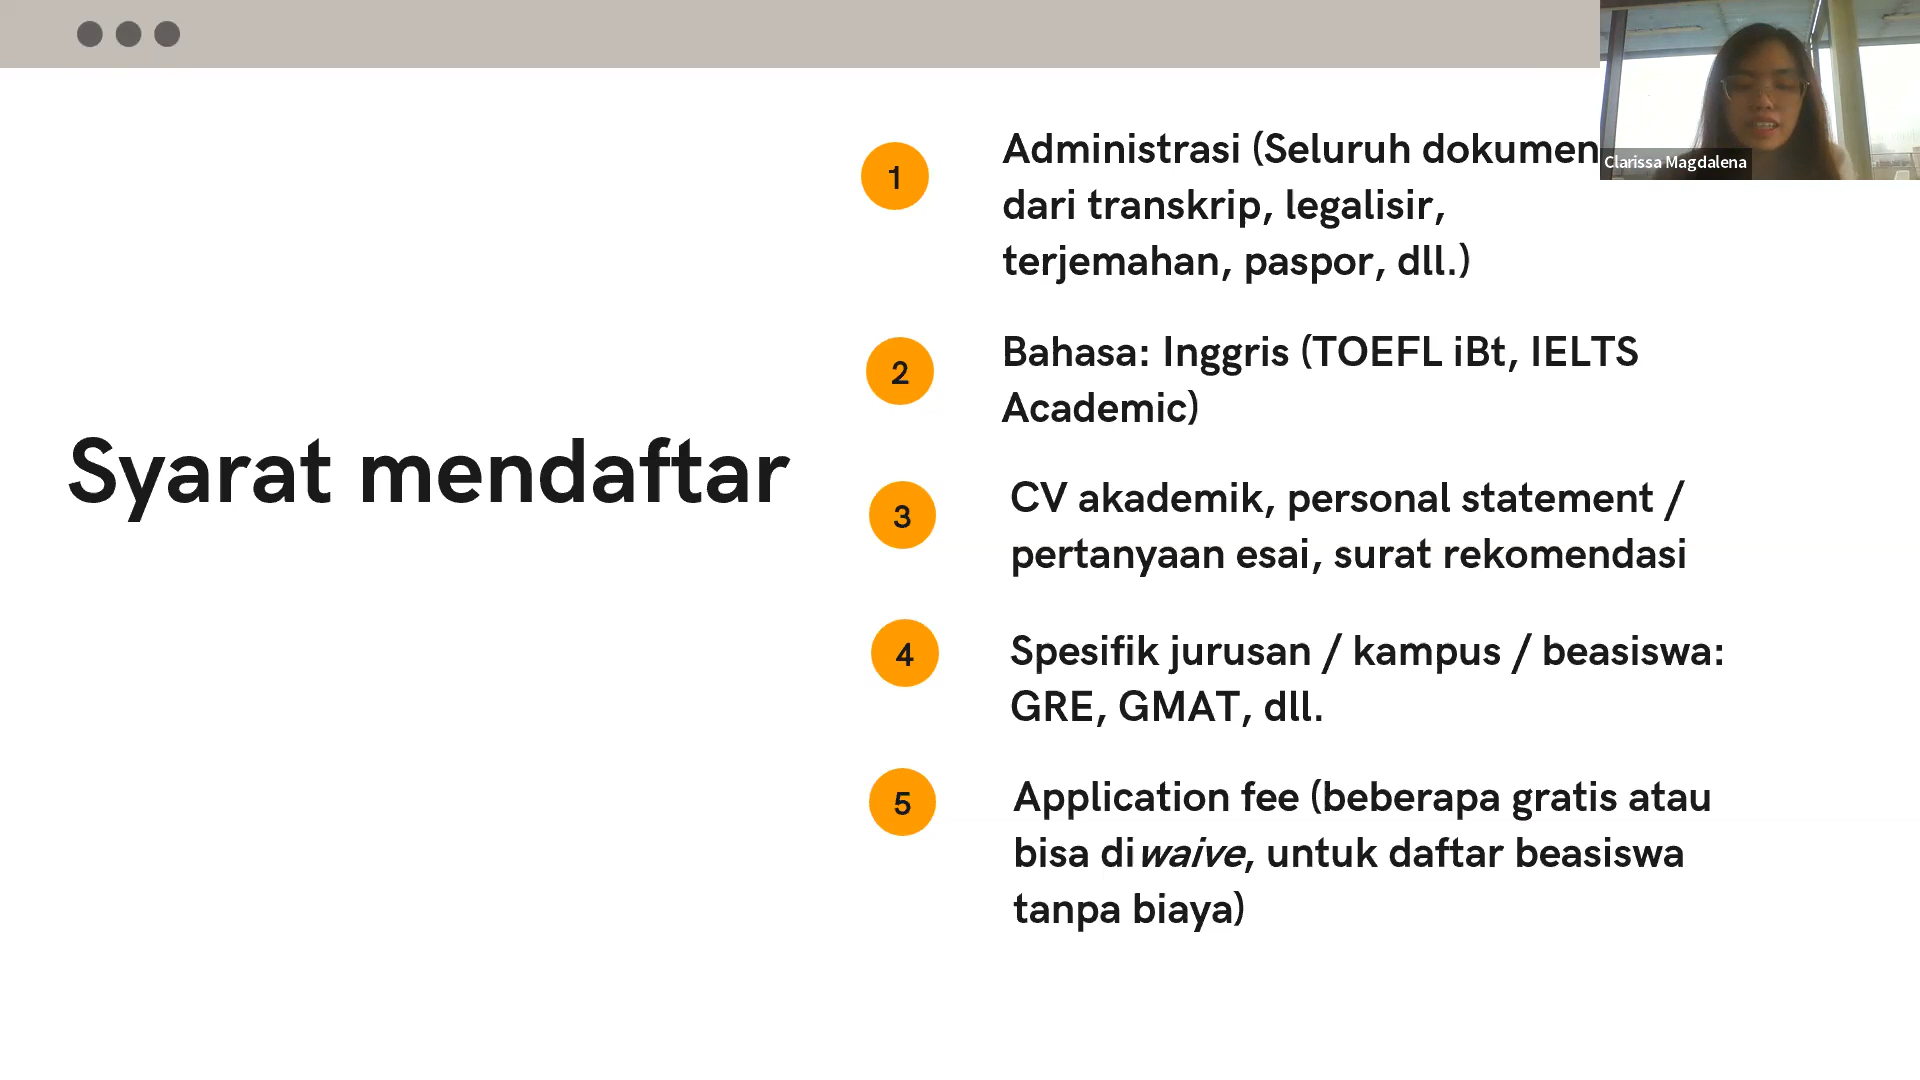 Syarat mendaftar
1
Administrasi (Seluruh dokumen
dari transkrip, legalisir,
terjemahan, paspor, dll.)
2
Bahasa: Inggris (TOEFL iBt, IELTS
Academic)
3
CV akademik, personal statement /
pertanyaan esai, surat rekomendasi
4
Spesifik jurusan / kampus / beasiswa:
GRE, GMAT, dll.
5
Application fee (beberapa gratis atau
bisa diwaive, untuk daftar beasiswa
tanpa biaya)
Clarissa Magdalena